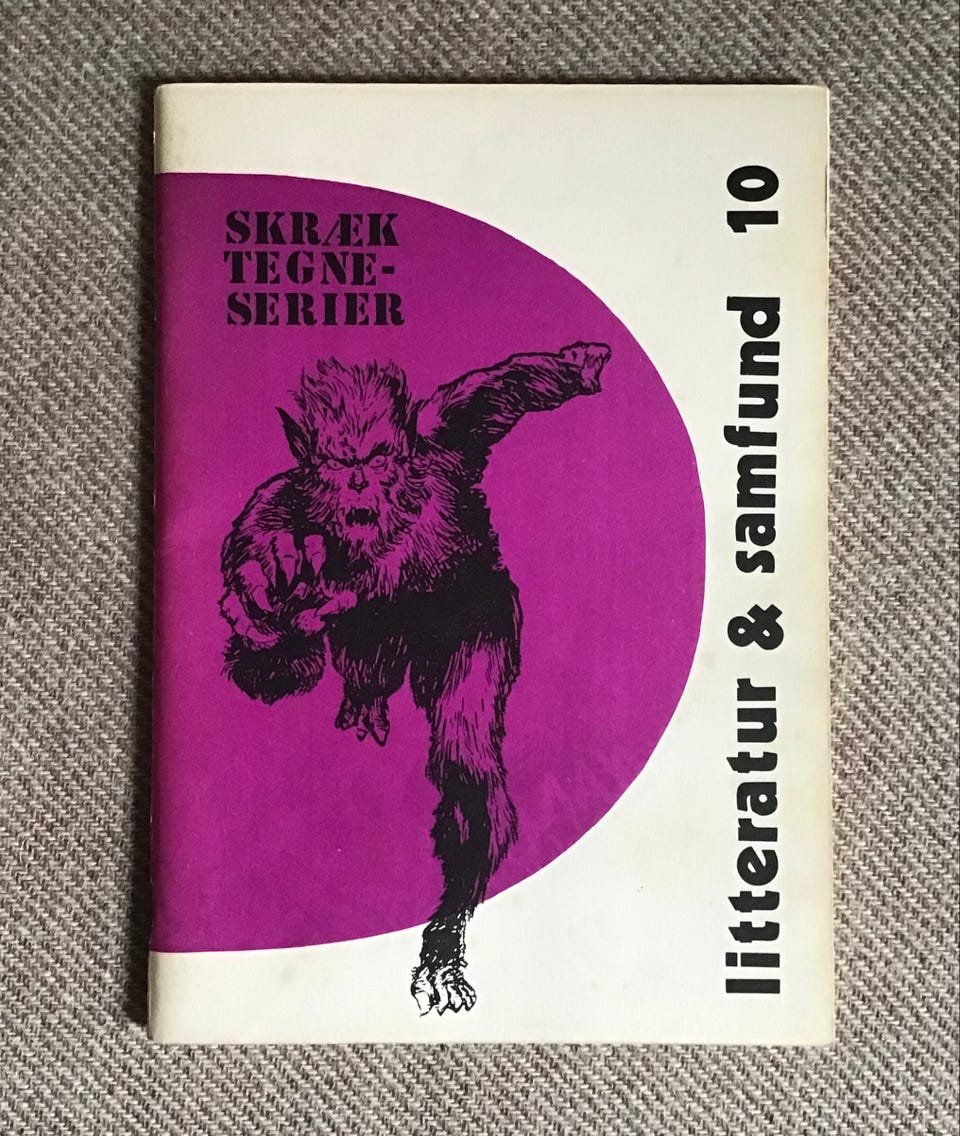 SKRÆK
TEGNE-
SERIER
litteratur & samfund 10